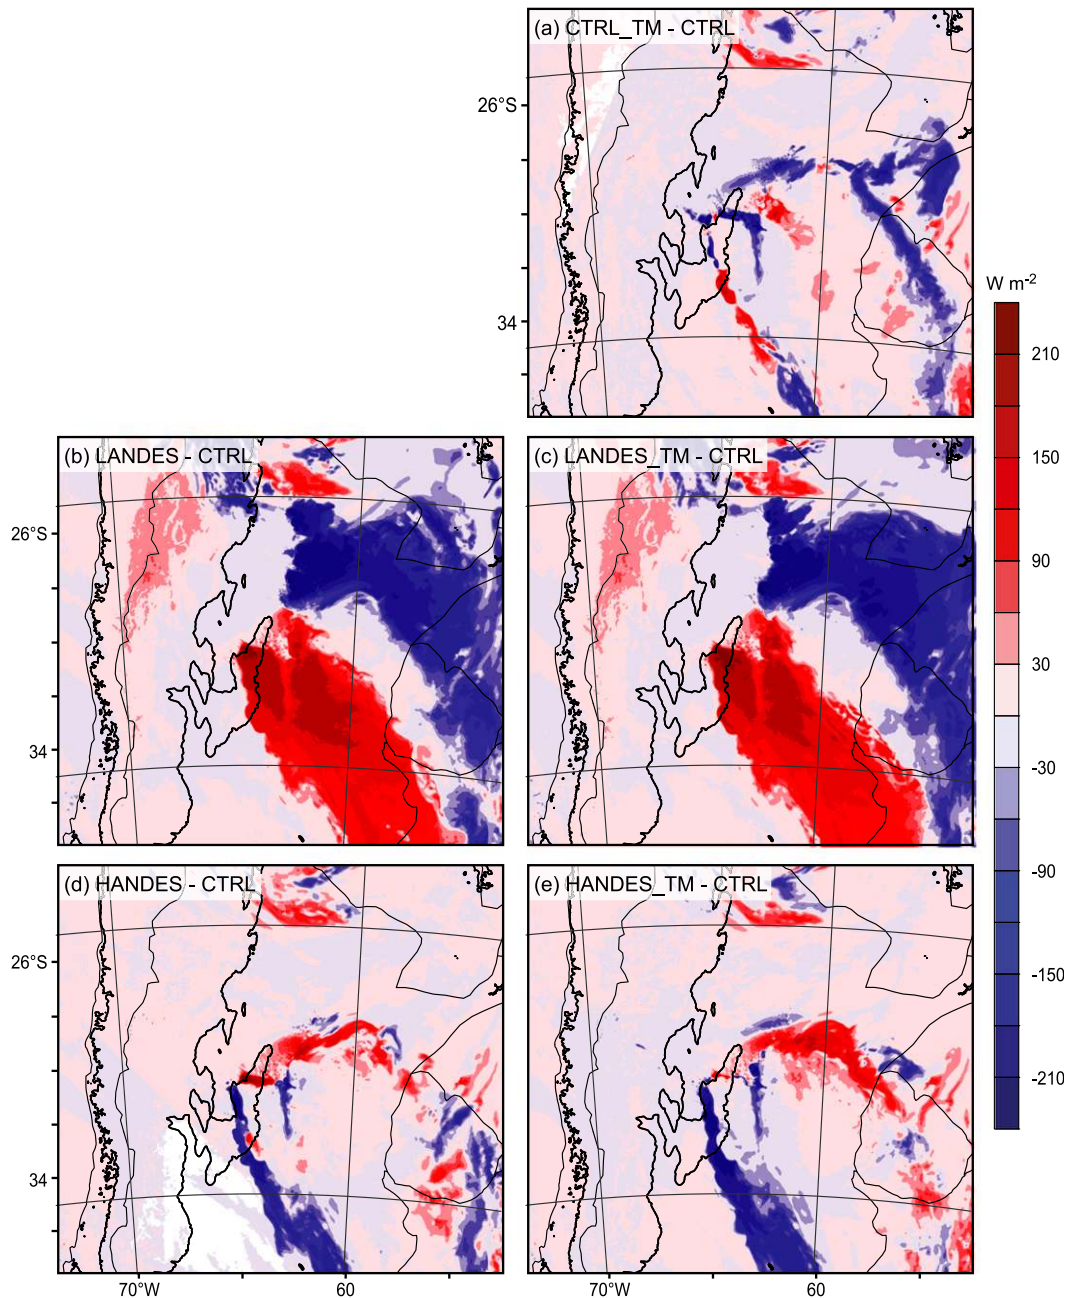 (a) CTRL_TM - CTRL
26°S
34
W m-2
210
150
90
30
-30
-90
-150
-210
(b) LANDES - CTRL
(c) LANDES_TM - CTRL
26°S
34
(d) HANDES - CTRL
(e) HANDES_TM - CTRL
26°S
34
70°W
60
70°W
60